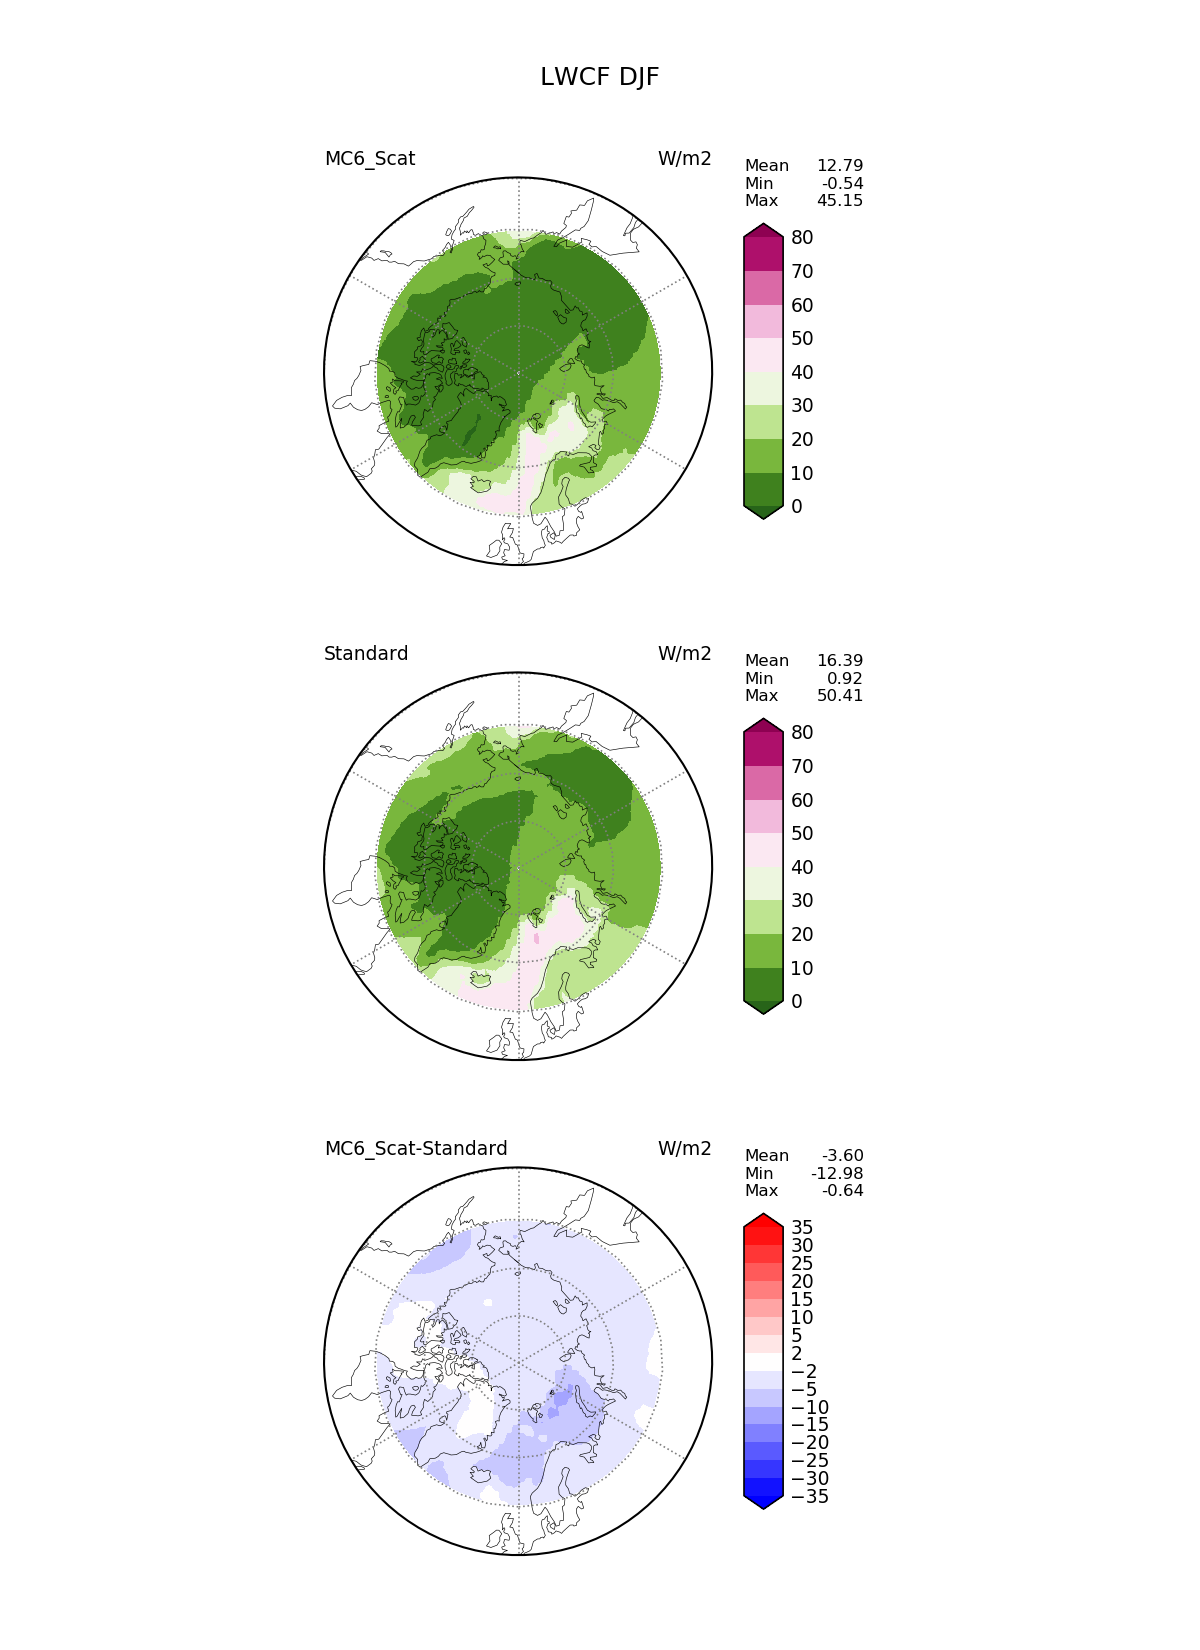 LWCF DJF
MC6_Scat W/m2
Mean 12.79
Min -0.54
Max 45.15
80
70
60
50
40
30
20
10
0
Standard W/m2
Mean 16.39
Min 0.92
Max 50.41
80
70
60
50
40
30
20
10
0
MC6_Scat-Standard W/m2
Mean -3.60
Min -12.98
Max -0.64
35
30
25
20
15
10
5
2
−2
−5
−10
−15
−20
−25
−30
−35